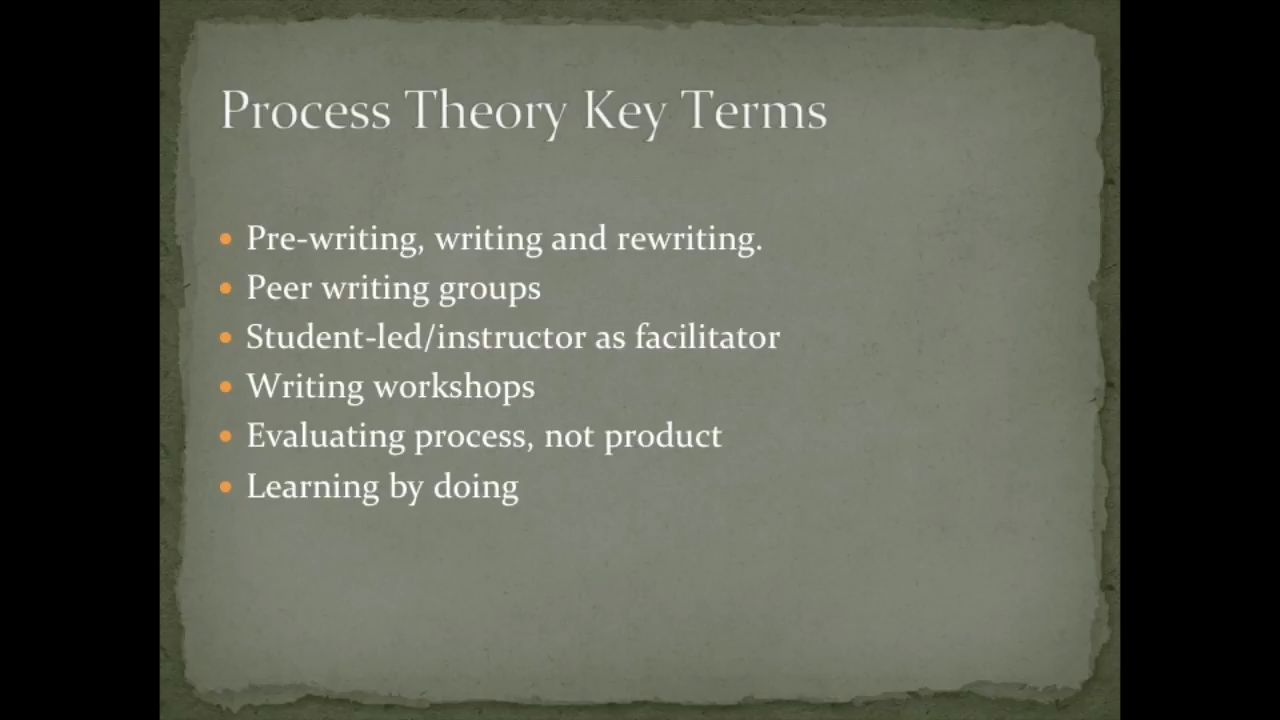 Process Theory Key Terms
• Pre-writing, writing and rewriting.
• Peer writing groups
• Student-led/instructor as facilitator
• Writing workshops
• Evaluating process, not product
• Learning by doing